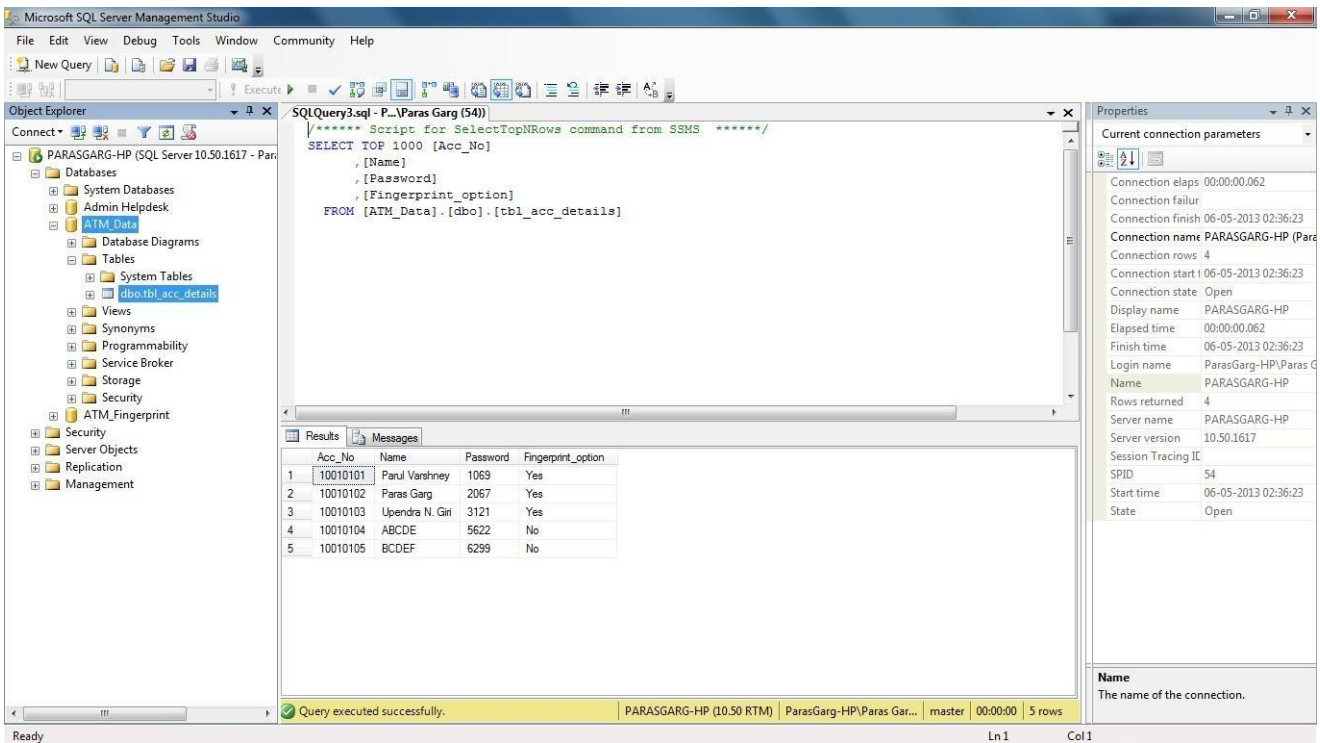 Microsoft SQL Server Management Studio
File Edit View Debug Tools Window Community Help
New Query
Execute
Object Explorer
Connect
PARASGARG-HP (SQL Server 10.50.1617 - Par
Databases
System Databases
Admin Helpdesk
ATM_Data
Database Diagrams
Tables
System Tables
dbo.tbl_acc_details
Views
Synonyms
Programmability
Service Broker
Storage
Security
ATM_Fingerprint
Security
Server Objects
Replication
Management
SQLQuery3.sql - P...\Paras Garg (54))
/****** Script for SelectTopNRows command from SSMS ******/
SELECT TOP 1000 [Acc_No]
,[Name]
,[Password]
,[Fingerprint_option]
FROM [ATM_Data].[dbo].[tbl_acc_details]
Results Messages
Acc_No Name Password Fingerprint_option
1 10010101 Parul Varshney 1069 Yes
2 10010102 Paras Garg 2067 Yes
3 10010103 Upendra N. Giri 3121 Yes
4 10010104 ABCDE 5622 No
5 10010105 BCDEF 6299 No
Query executed successfully. PARASGARG-HP (10.50 RTM) ParasGarg-HP\Paras Gar... master 00:00:00 5 rows
Properties
Current connection parameters
Connection elaps 00:00:00.062
Connection failur
Connection finish 06-05-2013 02:36:23
Connection name PARASGARG-HP (Para
Connection rows 4
Connection start t 06-05-2013 02:36:23
Connection state Open
Display name PARASGARG-HP
Elapsed time 00:00:00.062
Finish time 06-05-2013 02:36:23
Login name ParasGarg-HP\Paras G
Name PARASGARG-HP
Rows returned 4
Server name PARASGARG-HP
Server version 10.50.1617
Session Tracing ID
SPID 54
Start time 06-05-2013 02:36:23
State Open
Name
The name of the connection.
Ready Ln 1 Col 1